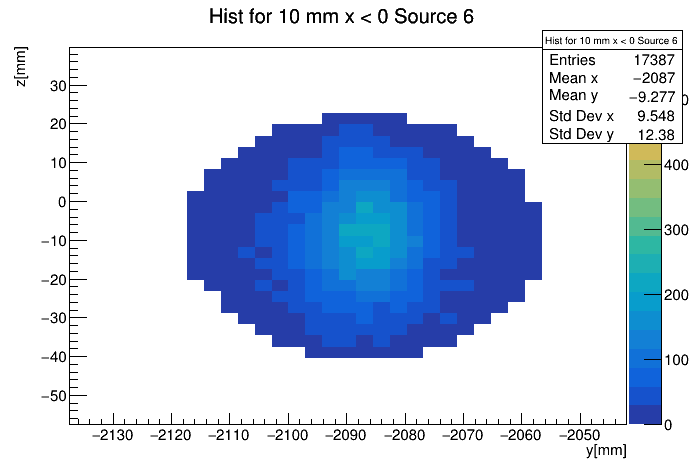 Hist for 10 mm x < 0 Source 6
z[mm]
Hist for 10 mm x < 0 Source 6
Entries 17387
Mean x −2087
Mean y −9.277
Std Dev x 9.548
Std Dev y 12.38
30
20
10
0
−10
−20
−30
−40
−50
400
300
200
100
0
−2130 −2120 −2110 −2100 −2090 −2080 −2070 −2060 −2050
y[mm]